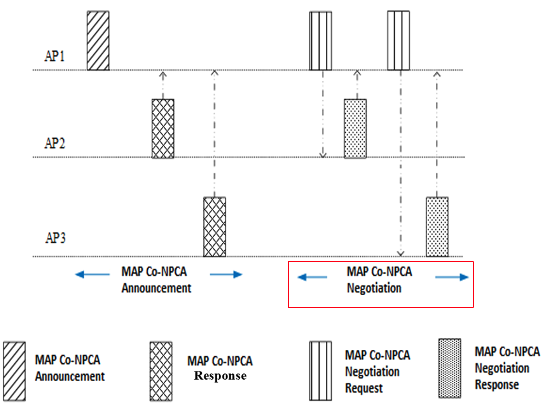 AP1
AP2
AP3
MAP Co-NPCA
Announcement
MAP Co-NPCA
Negotiation
MAP Co-NPCA
Announcement
MAP Co-NPCA
Response
MAP Co-NPCA
Negotiation
Request
MAP Co-NPCA
Negotiation
Response